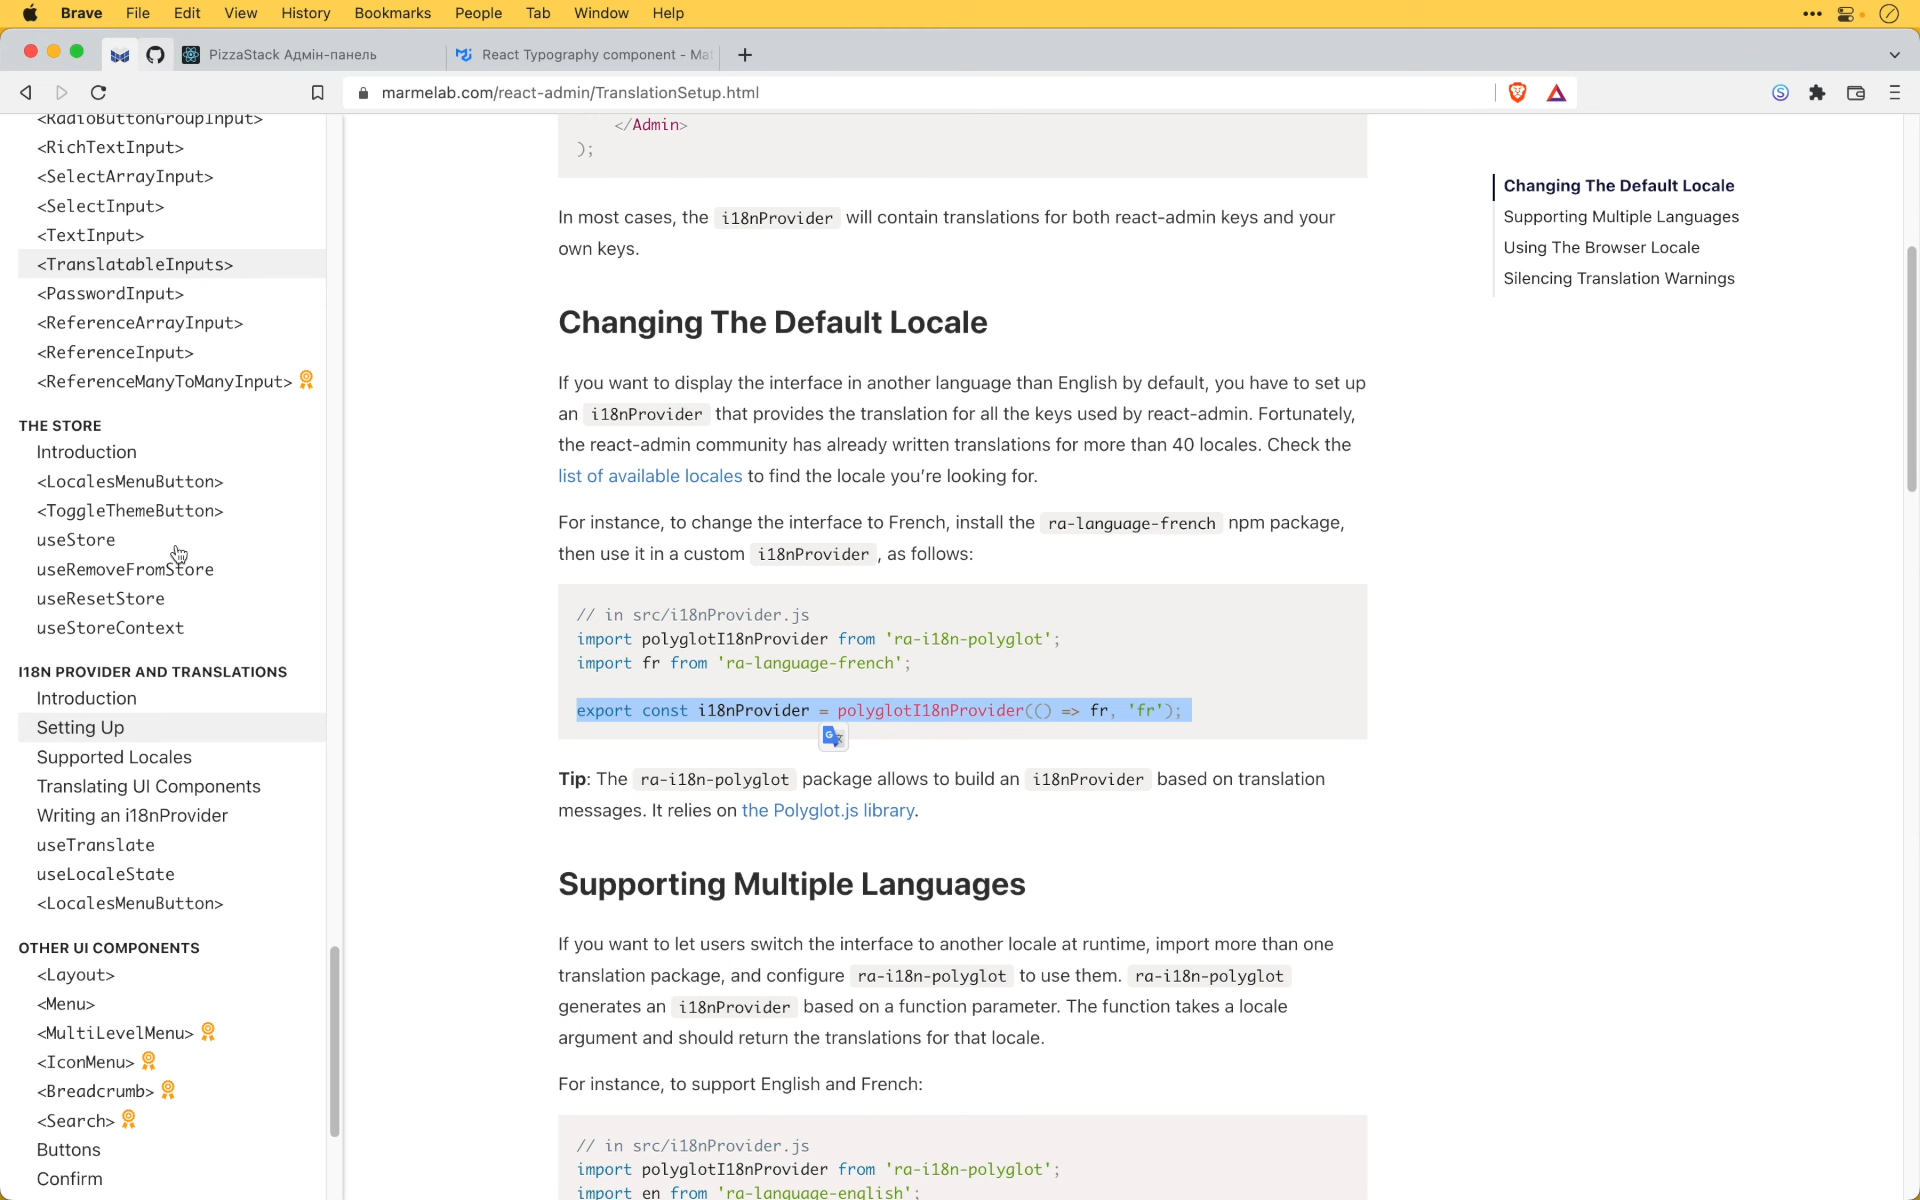 Brave File Edit View History Bookmarks People Tab Window Help
PizzaStack Адмін-панель
React Typography component - Mat
marmelab.com/react-admin/TranslationSetup.html
<RadioButtonGroupInput>
<RichTextInput>
<SelectArrayInput>
<SelectInput>
<TextInput>
<TranslatableInputs>
<PasswordInput>
<ReferenceArrayInput>
<ReferenceInput>
<ReferenceManyToManyInput>
THE STORE
Introduction
<LocalesMenuButton>
<ToggleThemeButton>
useStore
useRemoveFromStore
useResetStore
useStoreContext
I18N PROVIDER AND TRANSLATIONS
Introduction
Setting Up
Supported Locales
Translating UI Components
Writing an i18nProvider
useTranslate
useLocaleState
<LocalesMenuButton>
OTHER UI COMPONENTS
<Layout>
<Menu>
<MultiLevelMenu>
<IconMenu>
<Breadcrumb>
<Search>
Buttons
Confirm
</Admin>
);
In most cases, the i18nProvider will contain translations for both react-admin keys and your
own keys.
Changing The Default Locale
If you want to display the interface in another language than English by default, you have to set up
an i18nProvider that provides the translation for all the keys used by react-admin. Fortunately,
the react-admin community has already written translations for more than 40 locales. Check the
list of available locales to find the locale you're looking for.
For instance, to change the interface to French, install the ra-language-french npm package,
then use it in a custom i18nProvider , as follows:
// in src/i18nProvider.js
import polyglotI18nProvider from 'ra-i18n-polyglot';
import fr from 'ra-language-french';
export const i18nProvider = polyglotI18nProvider(() => fr, 'fr');
Tip: The ra-i18n-polyglot package allows to build an i18nProvider based on translation
messages. It relies on the Polyglot.js library.
Supporting Multiple Languages
If you want to let users switch the interface to another locale at runtime, import more than one
translation package, and configure ra-i18n-polyglot to use them. ra-i18n-polyglot
generates an i18nProvider based on a function parameter. The function takes a locale
argument and should return the translations for that locale.
For instance, to support English and French:
// in src/i18nProvider.js
import polyglotI18nProvider from 'ra-i18n-polyglot';
import en from 'ra-language-english';
Changing The Default Locale
Supporting Multiple Languages
Using The Browser Locale
Silencing Translation Warnings